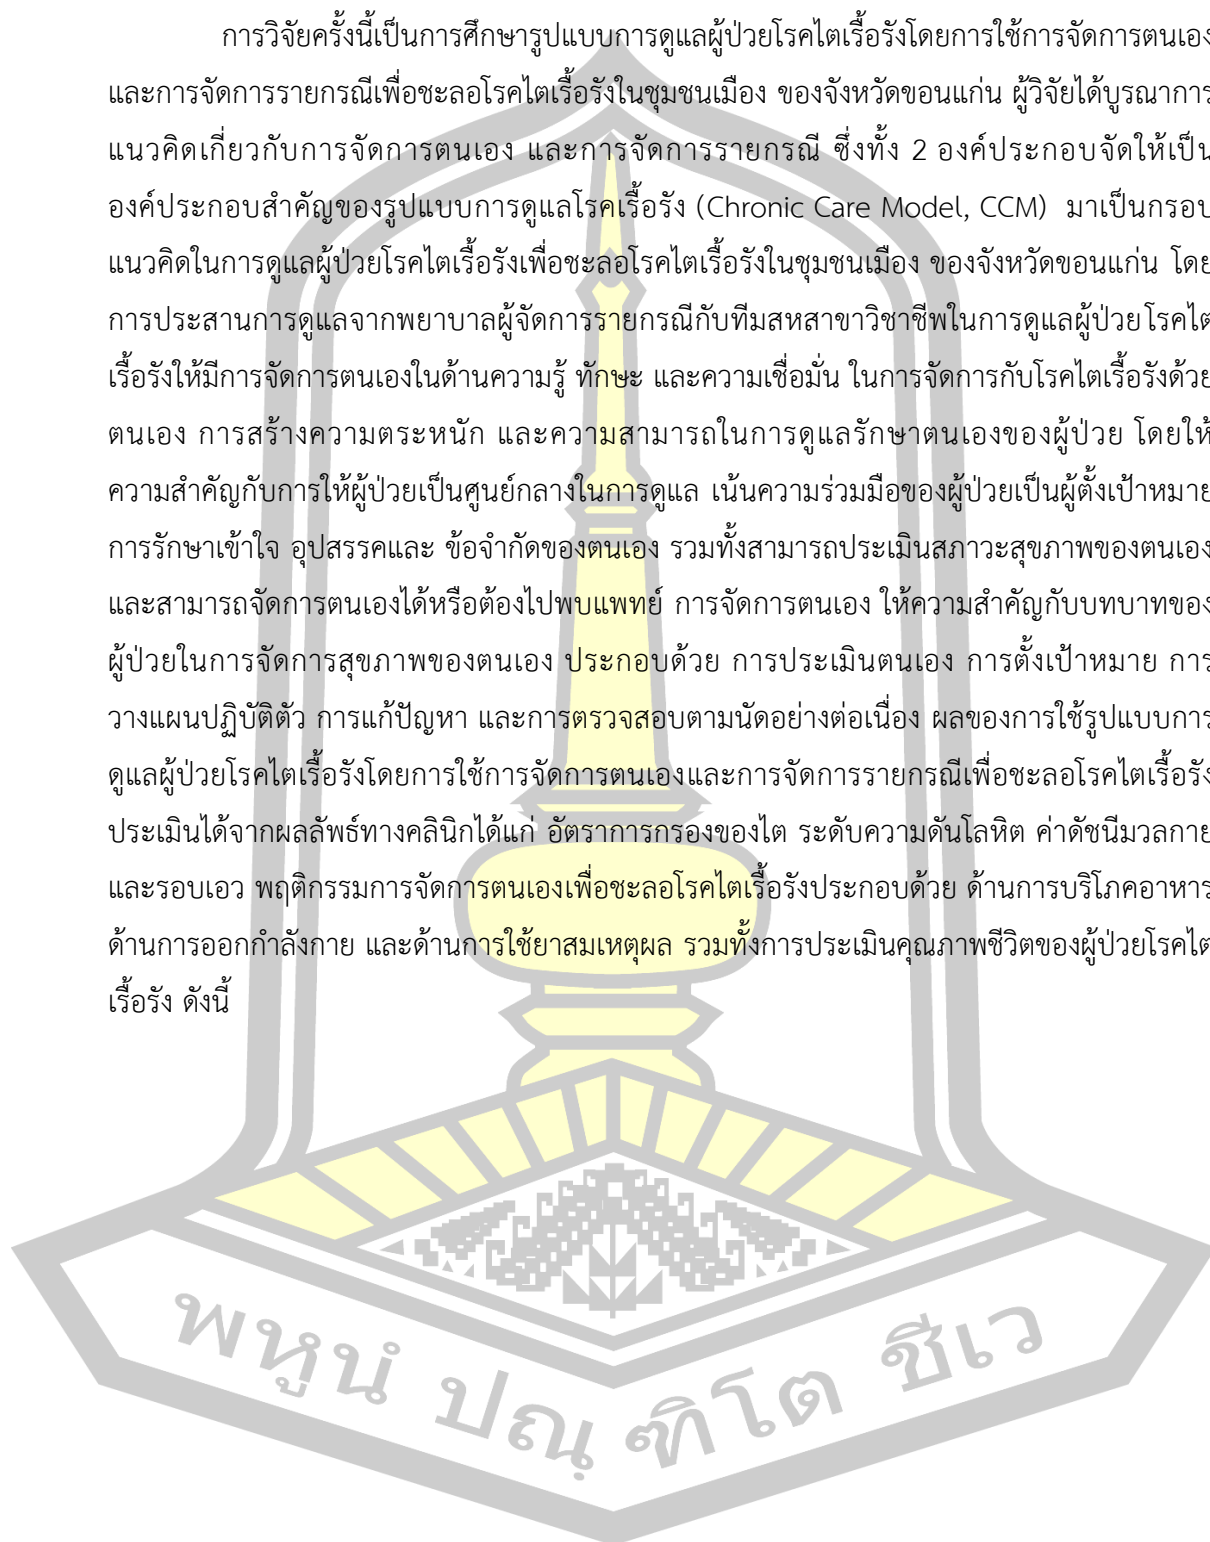 การวิจัยครั้งนี้เป็นการศึกษารูปแบบการดูแลผู้ป่วยโรคไตเรื้อรังโดยการใช้การจัดการตนเอง
และการจัดการรายกรณีเพื่อชะลอโรคไตเรื้อรังในชุมชนเมือง ของจังหวัดขอนแก่น ผู้วิจัยได้บูรณาการ
แนวคิดเกี่ยวกับการจัดการตนเอง และการจัดการรายกรณี ซึ่งทั้ง 2 องค์ประกอบจัดให้เป็น
องค์ประกอบสำคัญของรูปแบบการดูแลโรคเรื้อรัง (Chronic Care Model, CCM) มาเป็นกรอบ
แนวคิดในการดูแลผู้ป่วยโรคไตเรื้อรังเพื่อชะลอโรคไตเรื้อรังในชุมชนเมือง ของจังหวัดขอนแก่น โดย
การประสานการดูแลจากพยาบาลผู้จัดการรายกรณีกับทีมสหสาขาวิชาชีพในการดูแลผู้ป่วยโรคไต
เรื้อรังให้มีการจัดการตนเองในด้านความรู้ ทักษะ และความเชื่อมั่น ในการจัดการกับโรคไตเรื้อรังด้วย
ตนเอง การสร้างความตระหนัก และความสามารถในการดูแลรักษาตนเองของผู้ป่วย โดยให้
ความสำคัญกับการให้ผู้ป่วยเป็นศูนย์กลางในการดูแล เน้นความร่วมมือของผู้ป่วยเป็นผู้ตั้งเป้าหมาย
การรักษาเข้าใจ อุปสรรคและ ข้อจำกัดของตนเอง รวมทั้งสามารถประเมินสภาวะสุขภาพของตนเอง
และสามารถจัดการตนเองได้หรือต้องไปพบแพทย์ การจัดการตนเอง ให้ความสำคัญกับบทบาทของ
ผู้ป่วยในการจัดการสุขภาพของตนเอง ประกอบด้วย การประเมินตนเอง การตั้งเป้าหมาย การ
วางแผนปฏิบัติตัว การแก้ปัญหา และการตรวจสอบตามนัดอย่างต่อเนื่อง ผลของการใช้รูปแบบการ
ดูแลผู้ป่วยโรคไตเรื้อรังโดยการใช้การจัดการตนเองและการจัดการรายกรณีเพื่อชะลอโรคไตเรื้อรัง
ประเมินได้จากผลลัพธ์ทางคลินิกได้แก่ อัตราการกรองของไต ระดับความดันโลหิต ค่าดัชนีมวลกาย
และรอบเอว พฤติกรรมการจัดการตนเองเพื่อชะลอโรคไตเรื้อรังประกอบด้วย ด้านการบริโภคอาหาร
ด้านการออกกำลังกาย และด้านการใช้ยาสมเหตุผล รวมทั้งการประเมินคุณภาพชีวิตของผู้ป่วยโรคไต
เรื้อรัง ดังนี้
พหูนํ ปณฺฑิโต ชีเว